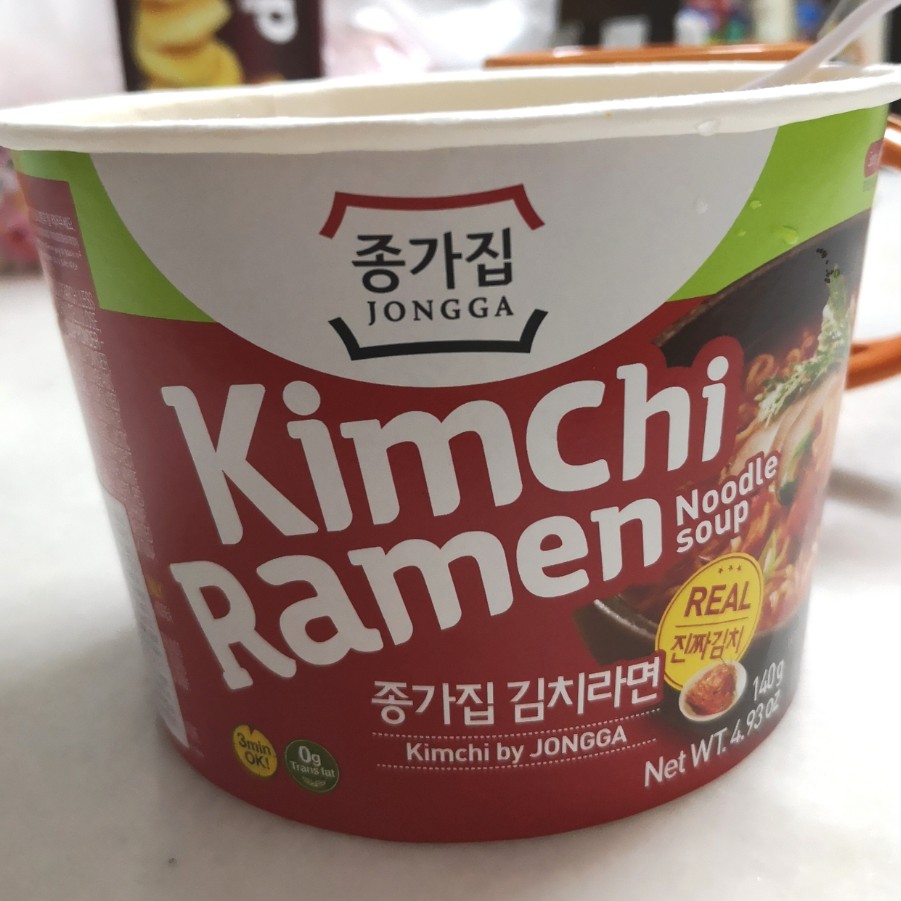 종가집
JONGGA
Kimchi
Ramen
Noodle
soup
REAL
진짜김치
종가집 김치라면
Kimchi by JONGGA
3min
OK!
0g
Trans fat
140g
Net WT. 4.93 oz